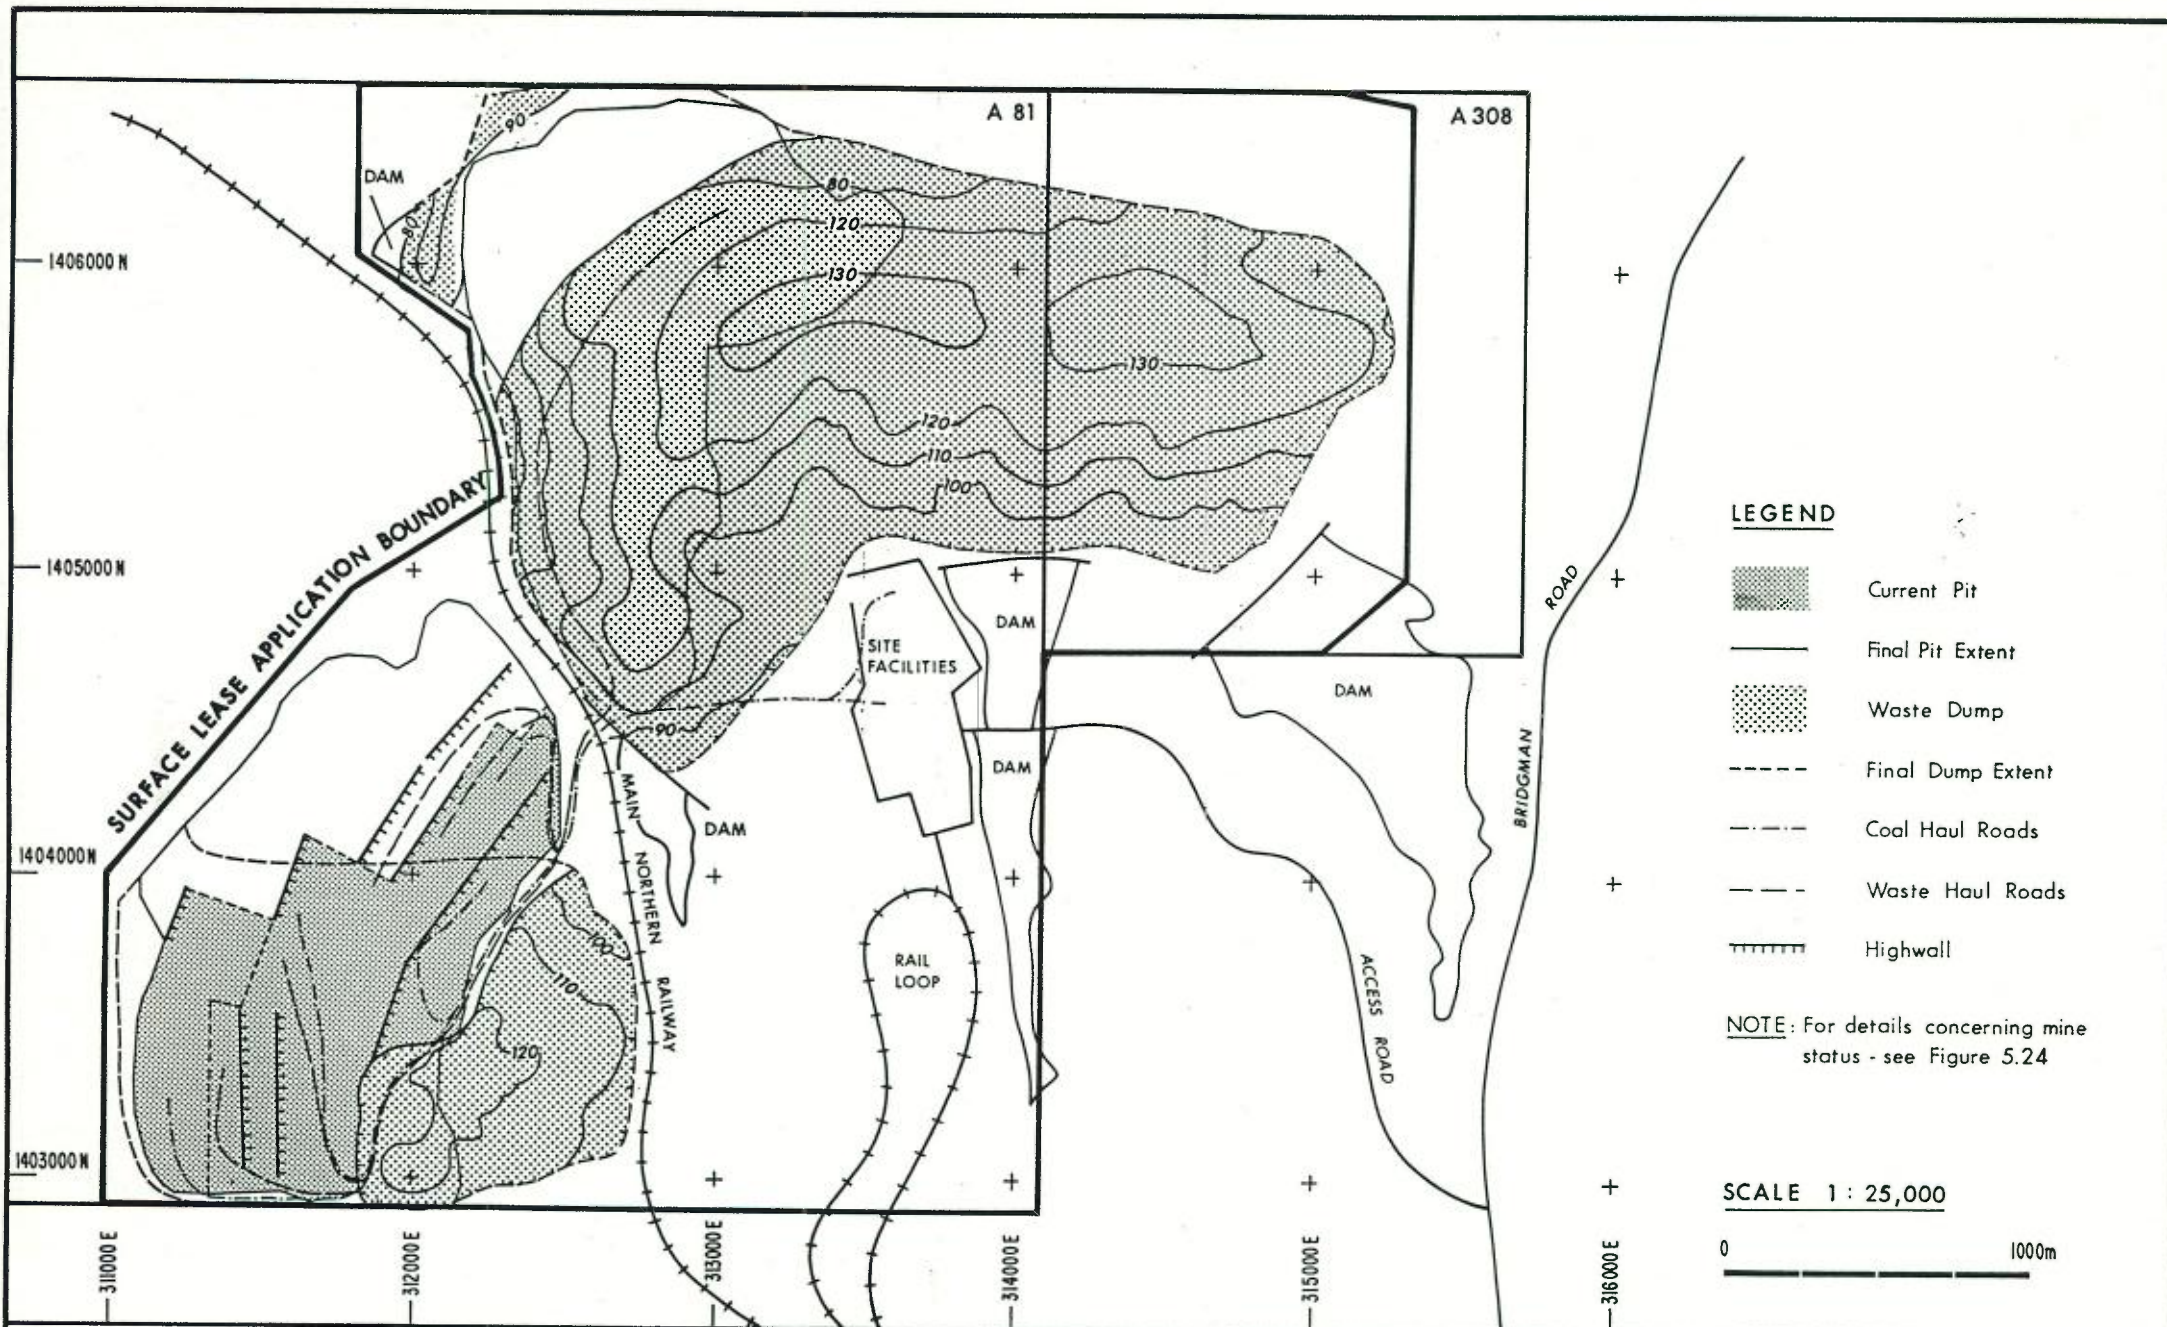 A 81
A 308
90
DAM
80
80
120
130
130
1406000 N
120
110
100
1405000 N
SURFACE LEASE APPLICATION BOUNDARY
DAM
SITE
FACILITIES
DAM
90
DAM
DAM
MAIN NORTHERN RAILWAY
1404000 N
100
110
120
RAIL
LOOP
ACCESS ROAD
BRIDGMAN ROAD
1403000 N
311000 E
312000 E
313000 E
314000 E
315000 E
316000 E
LEGEND
Current Pit
Final Pit Extent
Waste Dump
Final Dump Extent
Coal Haul Roads
Waste Haul Roads
Highwall
NOTE: For details concerning mine
status - see Figure 5.24
SCALE 1 : 25,000
0 1000m